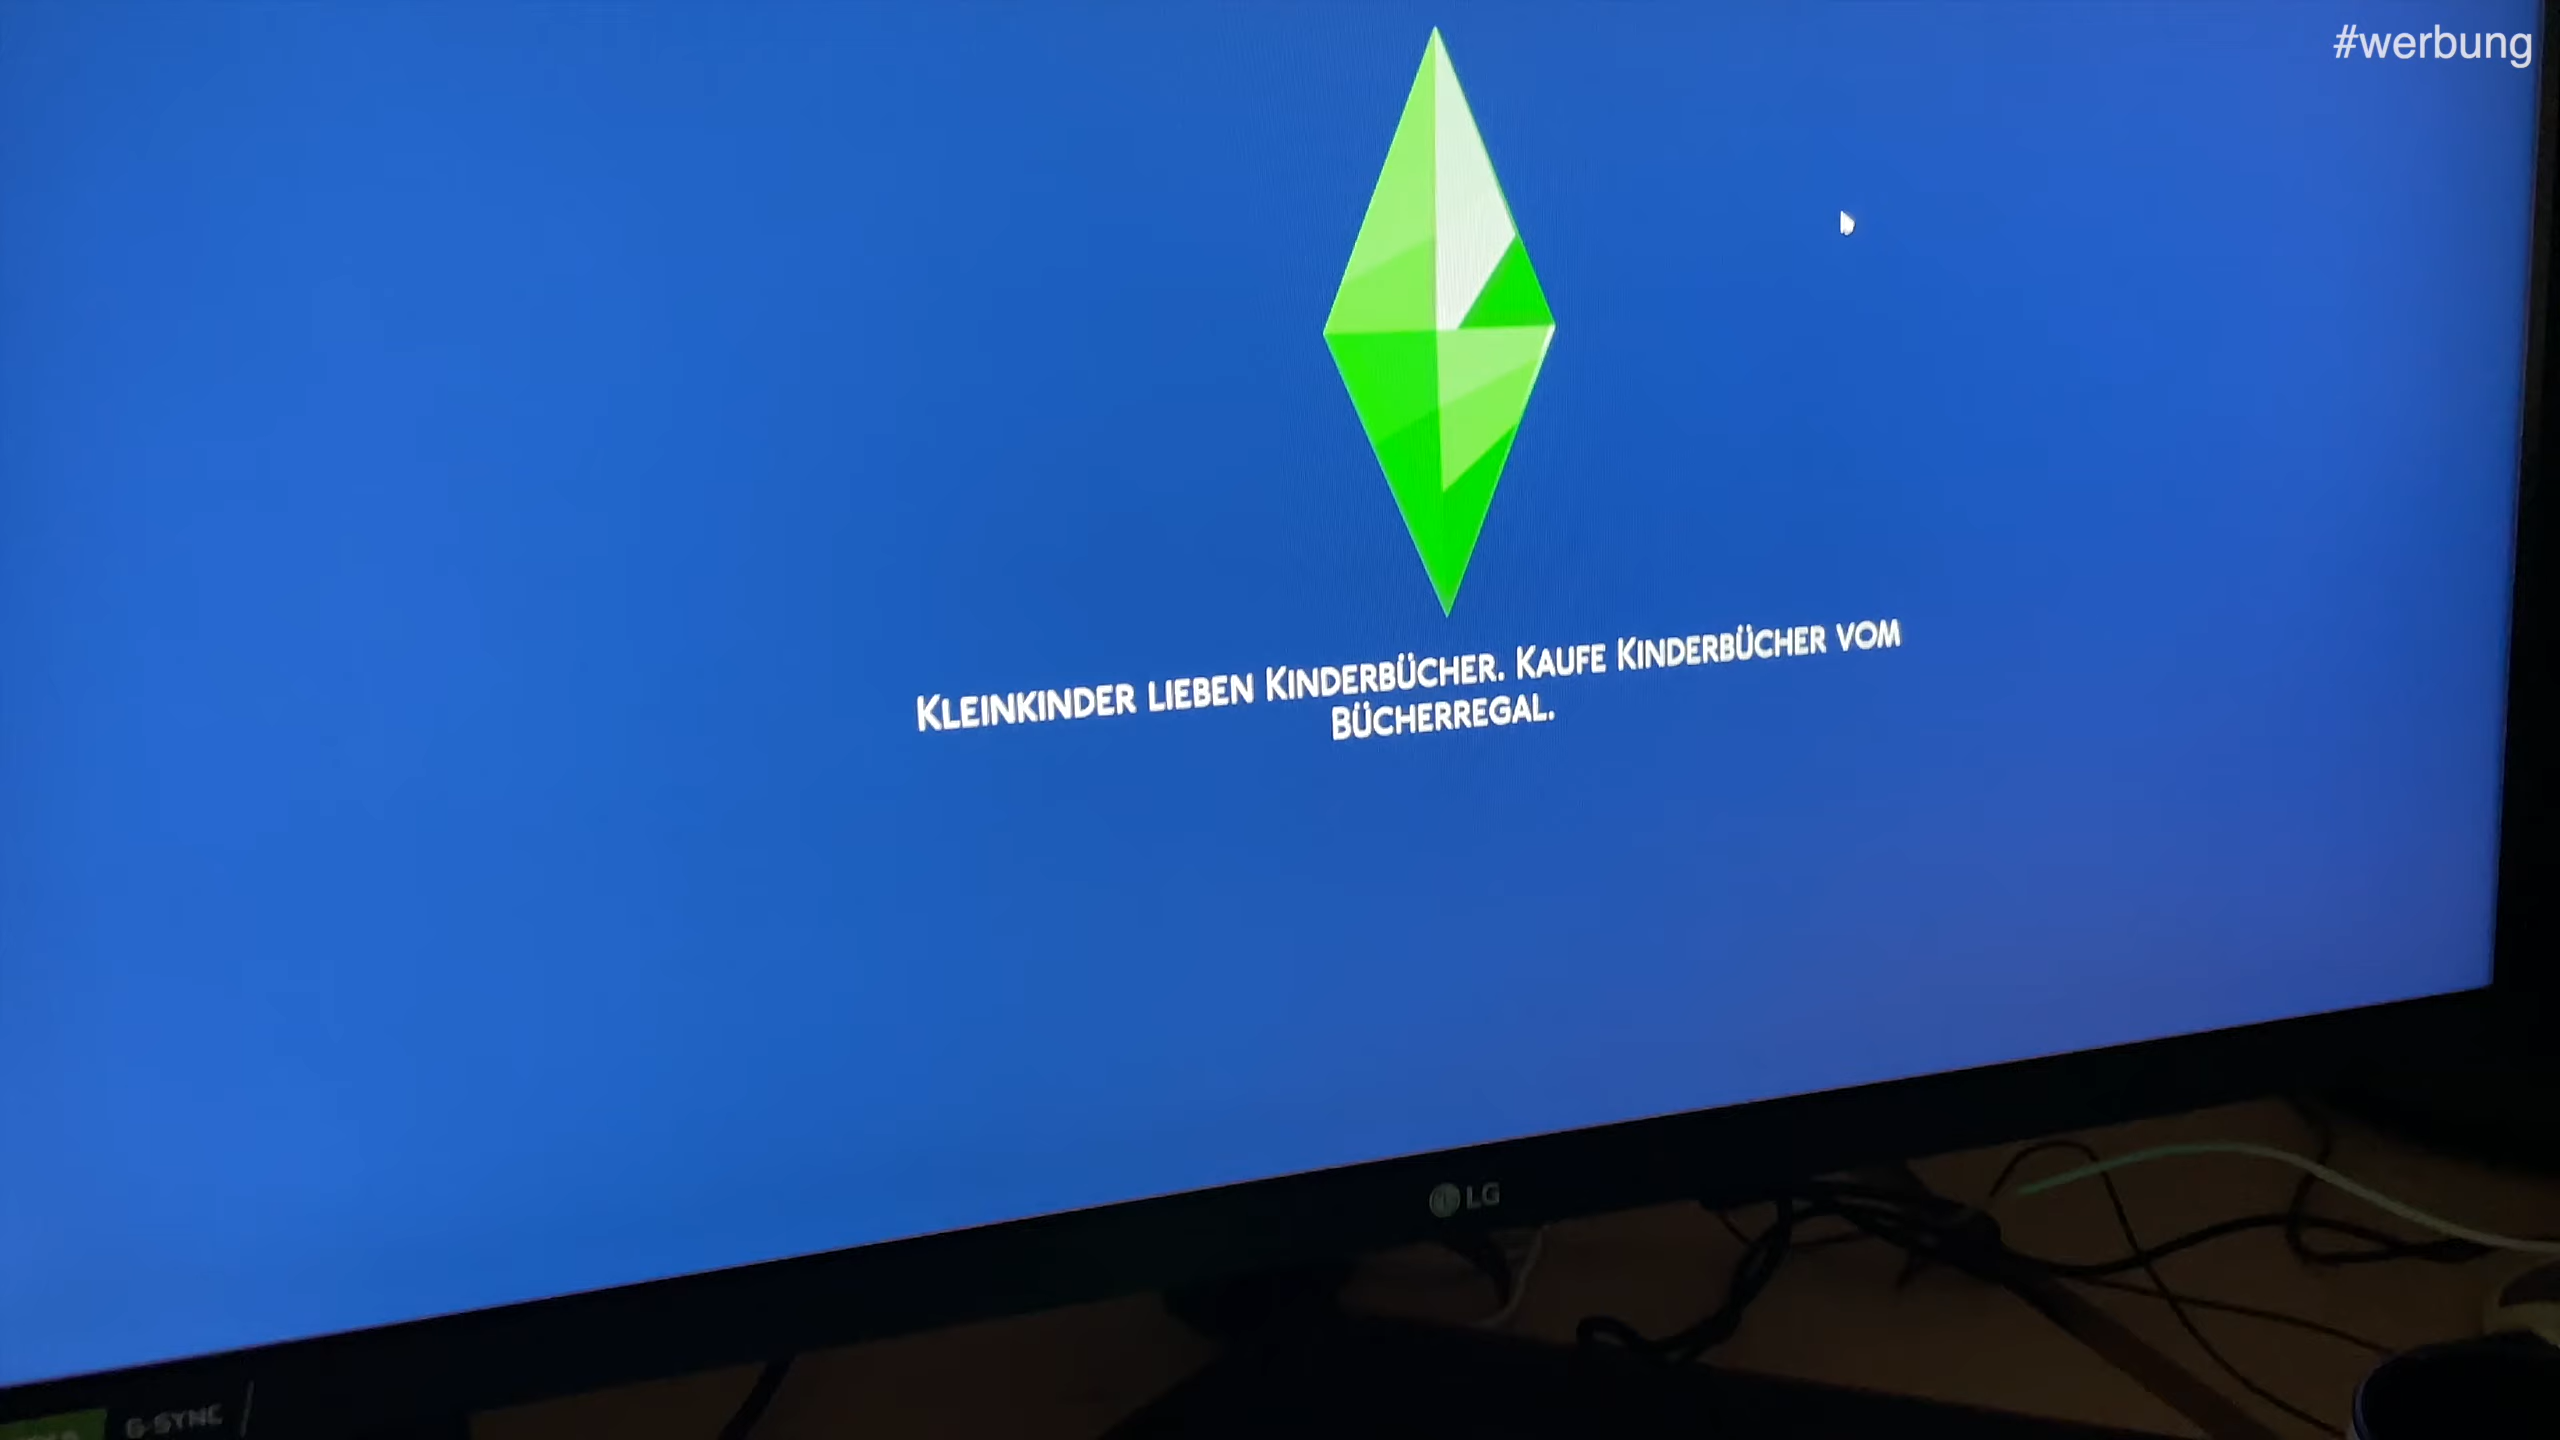 #werbung
Kleinkinder lieben Kinderbücher. Kaufe Kinderbücher vom
Bücherregal.
LG
G-SYNC